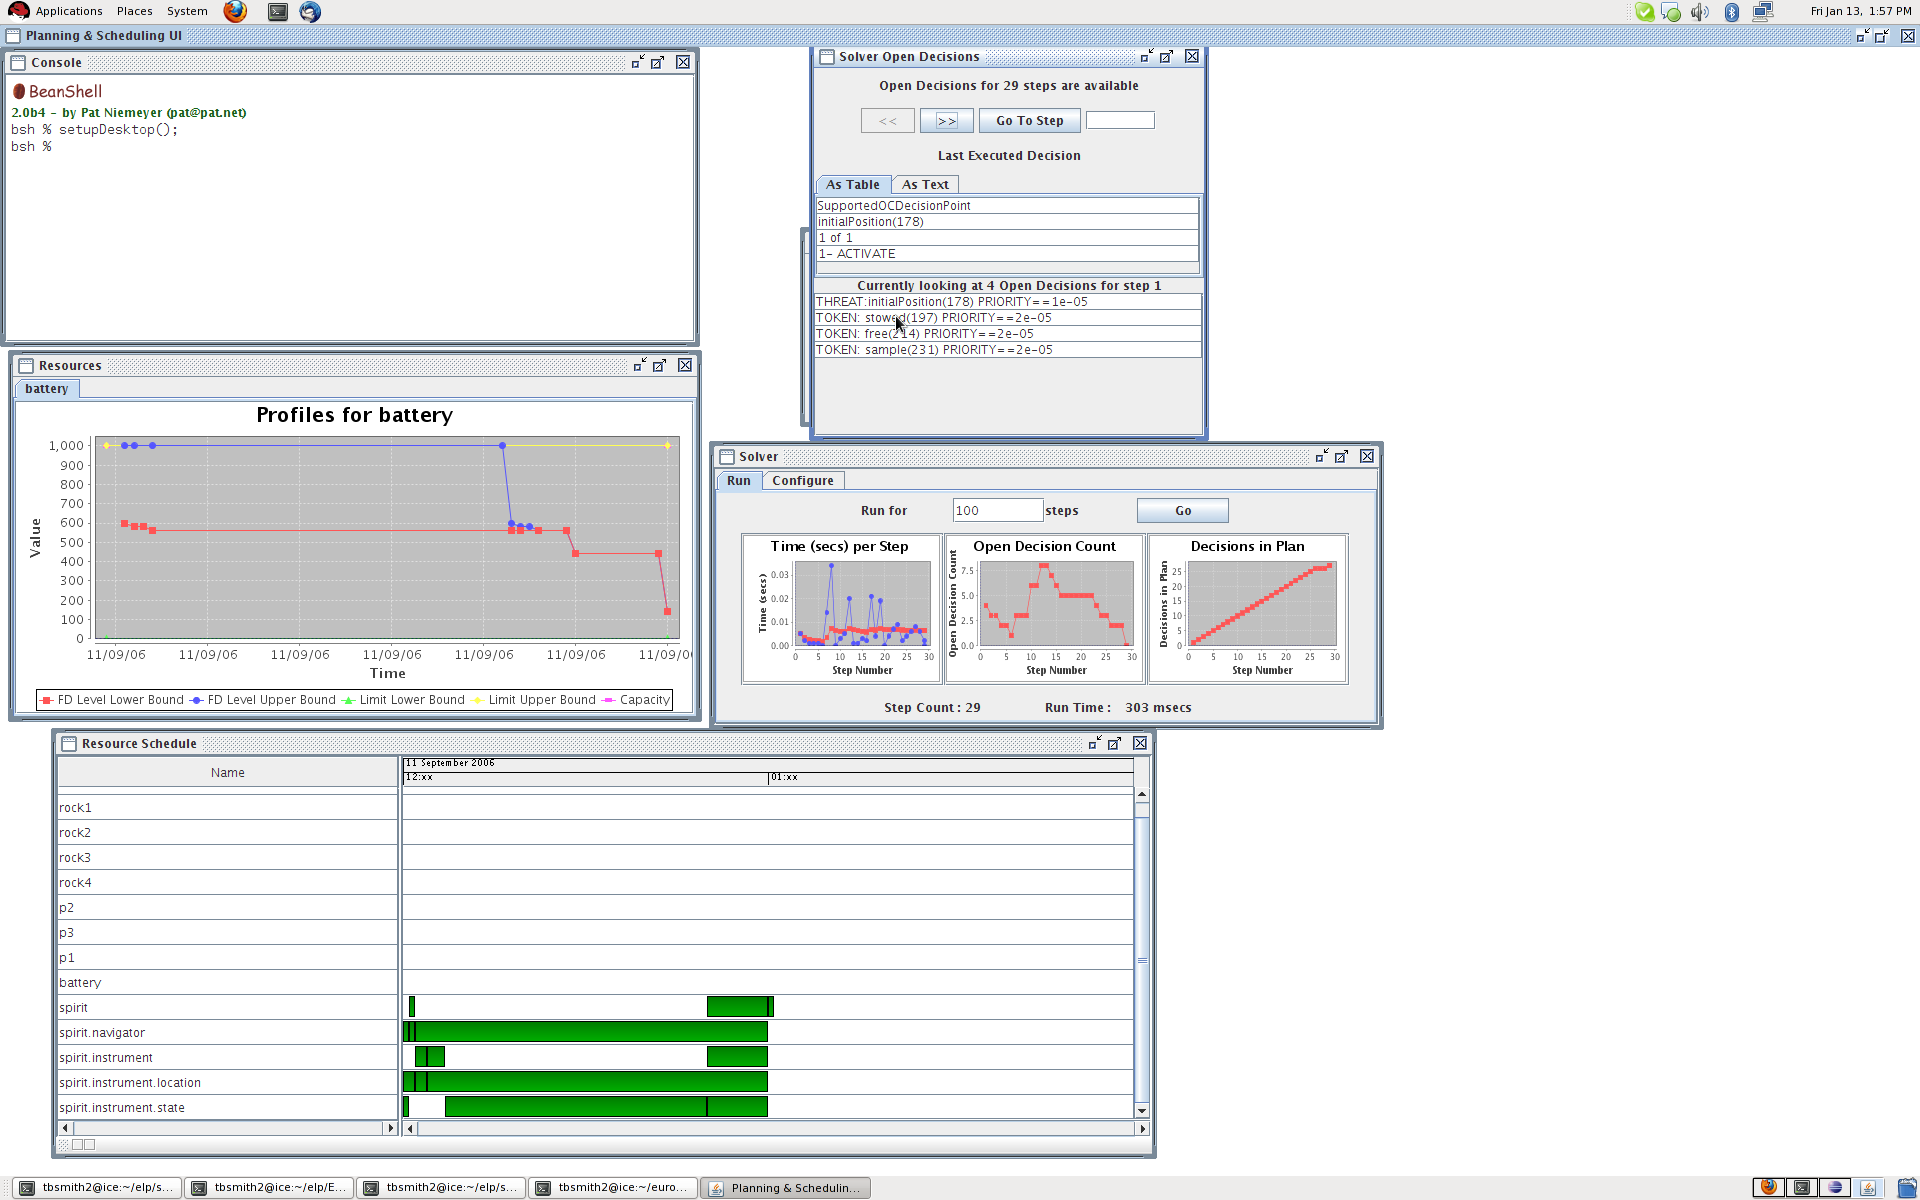 Applications Places System
Fri Jan 13, 1:57 PM
Planning & Scheduling UI
Console
BeanShell
2.0b4 - by Pat Niemeyer (pat@pat.net)
bsh % setupDesktop();
bsh %
Solver Open Decisions
Open Decisions for 29 steps are available
<< >> Go To Step
Last Executed Decision
As Table As Text
SupportedOCDecisionPoint
initialPosition(178)
1 of 1
1- ACTIVATE
Currently looking at 4 Open Decisions for step 1
THREAT:initialPosition(178) PRIORITY==1e-05
TOKEN: stowed(197) PRIORITY==2e-05
TOKEN: free(214) PRIORITY==2e-05
TOKEN: sample(231) PRIORITY==2e-05
Resources
battery
Profiles for battery
Value
1,000
900
800
700
600
500
400
300
200
100
0
11/09/06 11/09/06 11/09/06 11/09/06 11/09/06 11/09/06 11/09/0
Time
FD Level Lower Bound FD Level Upper Bound Limit Lower Bound Limit Upper Bound Capacity
Solver
Run Configure
Run for 100 steps Go
Time (secs) per Step
Time (secs)
0.03
0.02
0.01
0.00
0 5 10 15 20 25 30
Step Number
Open Decision Count
Open Decision Count
7.5
5.0
2.5
0.0
0 5 10 15 20 25 30
Step Number
Decisions in Plan
Decisions in Plan
25
20
15
10
5
0
0 5 10 15 20 25 30
Step Number
Step Count : 29 Run Time : 303 msecs
Resource Schedule
Name
11 September 2006
12:xx 01:xx
rock1
rock2
rock3
rock4
p2
p3
p1
battery
spirit
spirit.navigator
spirit.instrument
spirit.instrument.location
spirit.instrument.state
tbsmith2@ice:~/elp/s... tbsmith2@ice:~/elp/E... tbsmith2@ice:~/elp/s... tbsmith2@ice:~/euro... Planning & Schedulin...